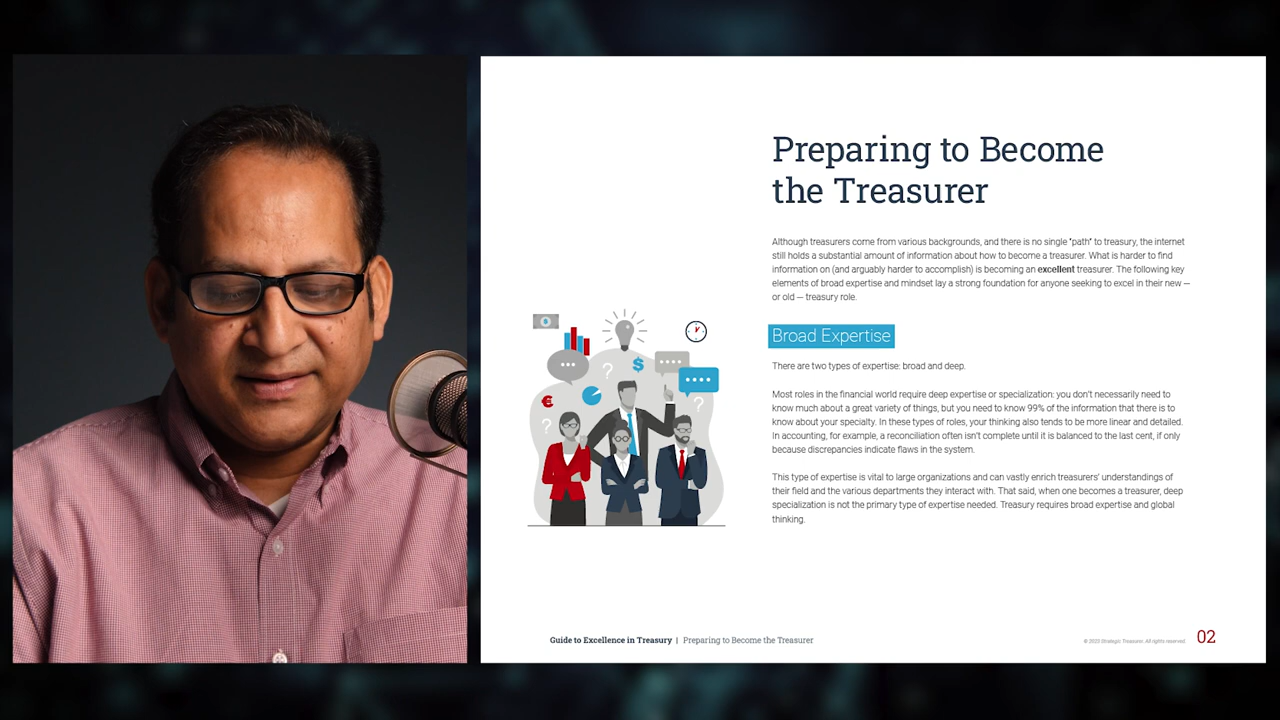 Preparing to Become
the Treasurer
Although treasurers come from various backgrounds, and there is no single "path" to treasury, the internet
still holds a substantial amount of information about how to become a treasurer. What is harder to find
information on (and arguably harder to accomplish) is becoming an excellent treasurer. The following key
elements of broad expertise and mindset lay a strong foundation for anyone seeking to excel in their new —
or old — treasury role.
Broad Expertise
There are two types of expertise: broad and deep.
Most roles in the financial world require deep expertise or specialization: you don't necessarily need to
know much about a great variety of things, but you need to know 99% of the information that there is to
know about your specialty. In these types of roles, your thinking also tends to be more linear and detailed.
In accounting, for example, a reconciliation often isn't complete until it is balanced to the last cent, if only
because discrepancies indicate flaws in the system.
This type of expertise is vital to large organizations and can vastly enrich treasurers' understandings of
their field and the various departments they interact with. That said, when one becomes a treasurer, deep
specialization is not the primary type of expertise needed. Treasury requires broad expertise and global
thinking.
Guide to Excellence in Treasury | Preparing to Become the Treasurer
© 2023 Strategic Treasurer. All rights reserved. 02